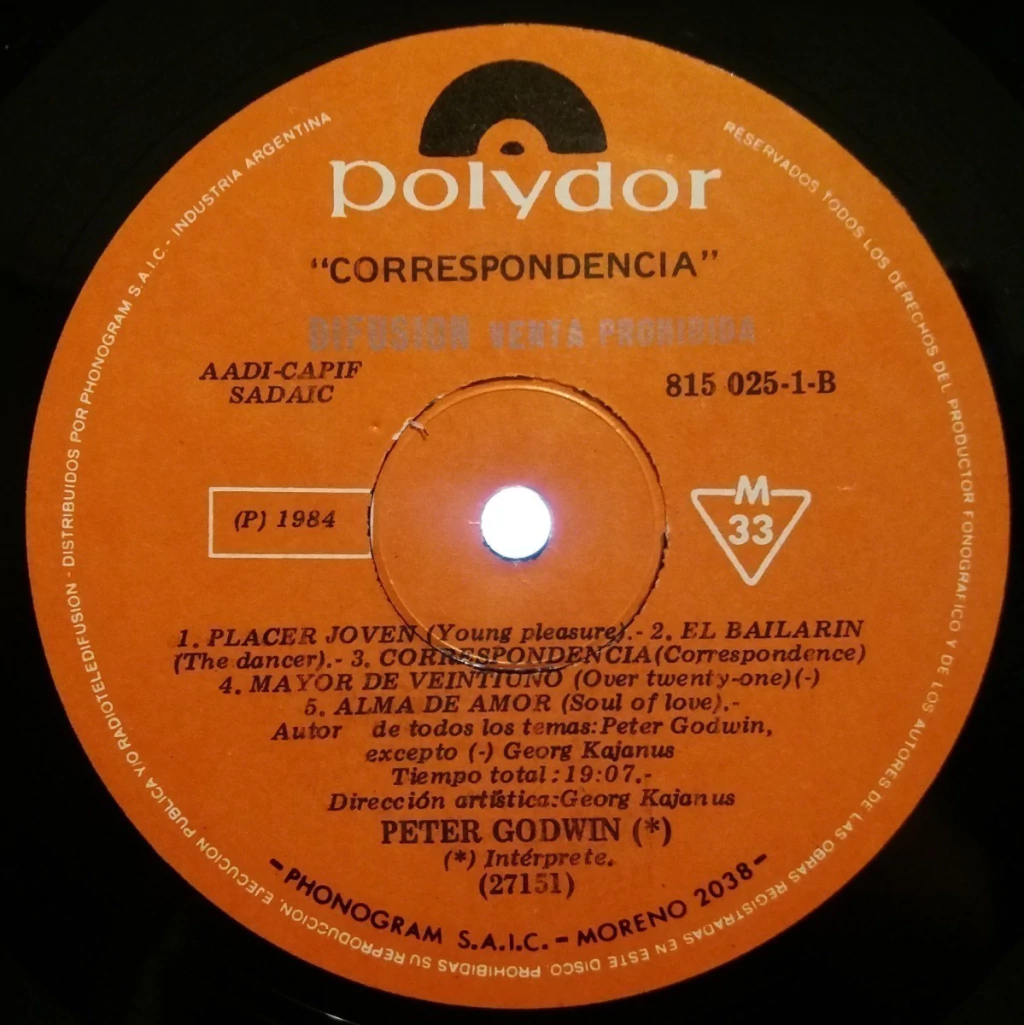 polydor
"CORRESPONDENCIA"
DIFUSION VENTA PROHIBIDA
AADI-CAPIF
SADAIC
815 025-1-B
(P) 1984
M
33
1. PLACER JOVEN (Young pleasure).- 2. EL BAILARIN
(The dancer).- 3. CORRESPONDENCIA(Correspondence)
4. MAYOR DE VEINTIUNO (Over twenty-one)(-)
5. ALMA DE AMOR (Soul of love).-
Autor de todos los temas:Peter Godwin,
excepto (-) Georg Kajanus
Tiempo total:19:07.-
Dirección artística:Georg Kajanus
PETER GODWIN (*)
(*) Intérprete.
(27151)
-PHONOGRAM S.A.I.C.-MORENO 2038-
RESERVADOS TODOS LOS DERECHOS DEL PRODUCTOR FONOGRAFICO Y DE LOS AUTORES DE LAS OBRAS REGISTRADAS EN ESTE DISCO. PROHIBIDAS SU REPRODUCCION, EJECUCION PUBLICA Y/O RADIOTELEDIFUSION - DISTRIBUIDOS POR PHONOGRAM S.A.I.C.- INDUSTRIA ARGENTINA